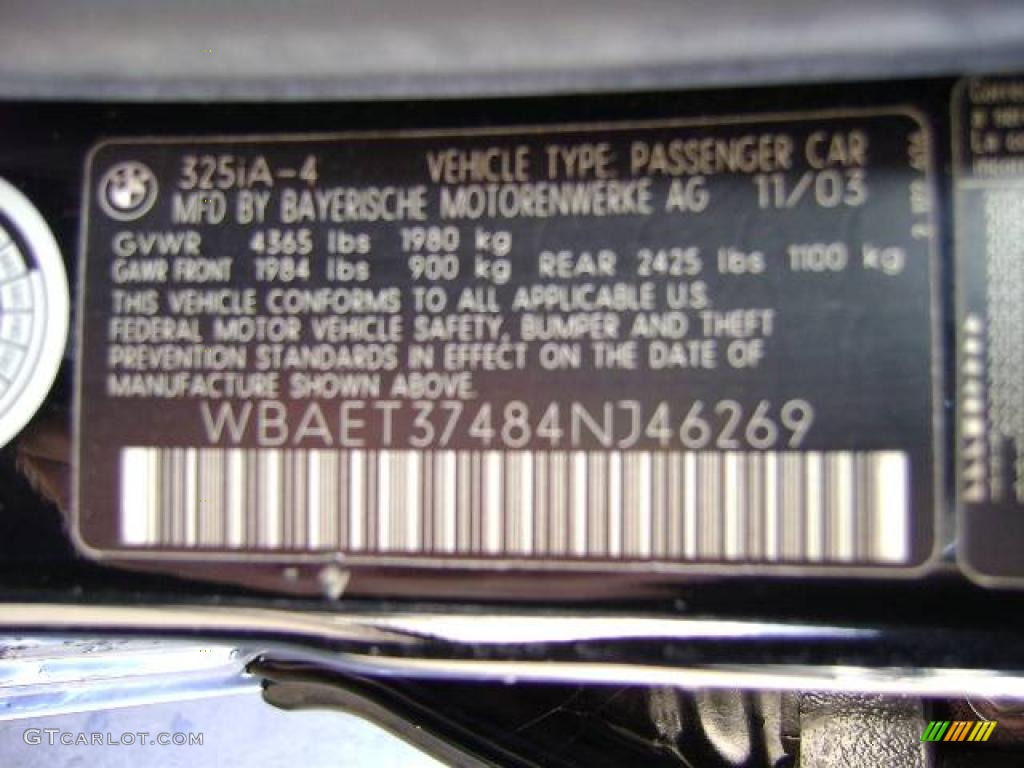 325iA-4 VEHICLE TYPE: PASSENGER CAR
MFD BY BAYERISCHE MOTORENWERKE AG 11/03
GVWR 4365 lbs 1980 kg
GAWR FRONT 1984 lbs 900 kg REAR 2425 lbs 1100 kg
THIS VEHICLE CONFORMS TO ALL APPLICABLE U.S.
FEDERAL MOTOR VEHICLE SAFETY, BUMPER AND THEFT
PREVENTION STANDARDS IN EFFECT ON THE DATE OF
MANUFACTURE SHOWN ABOVE.
WBAET37484NJ46269
La
GTCARLOT.COM